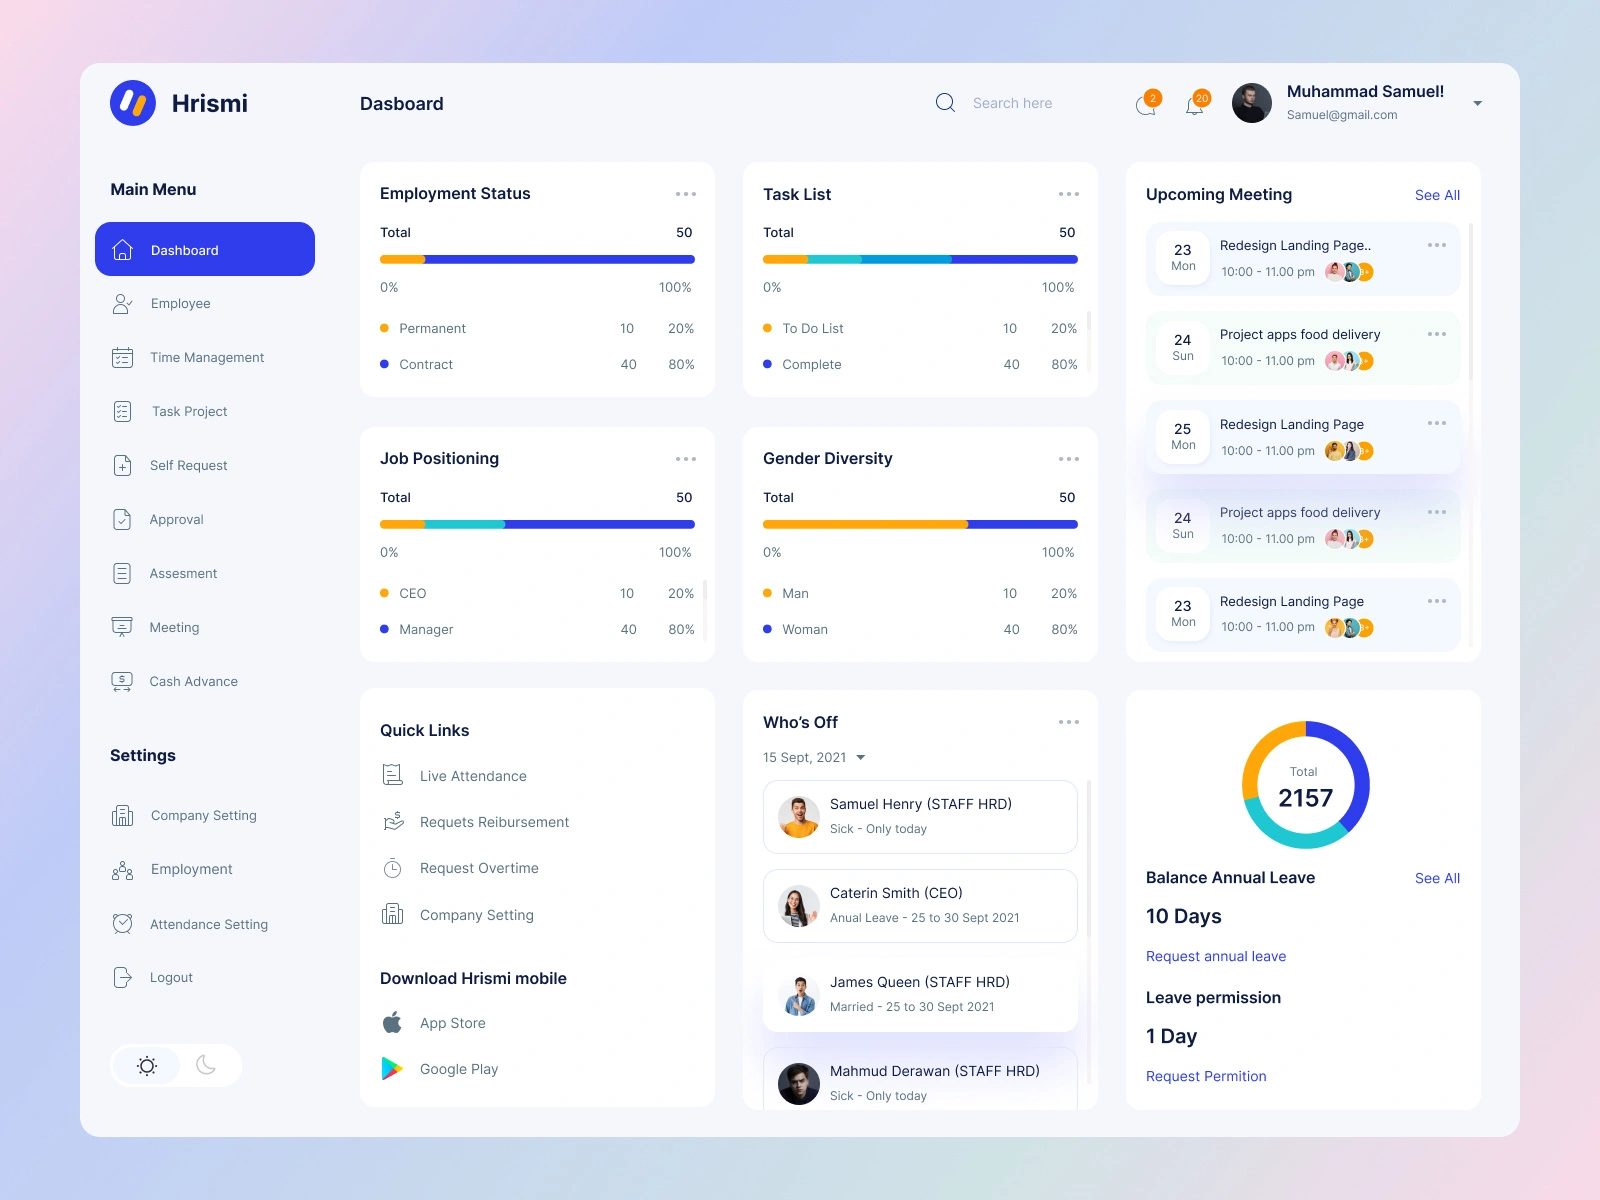 Hrismi
Dasboard
Search here
2
20
Muhammad Samuel!
Samuel@gmail.com
Main Menu
Dashboard
Employee
Time Management
Task Project
Self Request
Approval
Assesment
Meeting
Cash Advance
Settings
Company Setting
Employment
Attendance Setting
Logout
Employment Status
Total 50
0% 100%
Permanent 10 20%
Contract 40 80%
Task List
Total 50
0% 100%
To Do List 10 20%
Complete 40 80%
Upcoming Meeting See All
23 Mon
Redesign Landing Page..
10:00 - 11.00 pm
24 Sun
Project apps food delivery
10:00 - 11.00 pm
25 Mon
Redesign Landing Page
10:00 - 11.00 pm
24 Sun
Project apps food delivery
10:00 - 11.00 pm
23 Mon
Redesign Landing Page
10:00 - 11.00 pm
Job Positioning
Total 50
0% 100%
CEO 10 20%
Manager 40 80%
Gender Diversity
Total 50
0% 100%
Man 10 20%
Woman 40 80%
Quick Links
Live Attendance
Requets Reibursement
Request Overtime
Company Setting
Download Hrismi mobile
App Store
Google Play
Who’s Off
15 Sept, 2021
Samuel Henry (STAFF HRD)
Sick - Only today
Caterin Smith (CEO)
Anual Leave - 25 to 30 Sept 2021
James Queen (STAFF HRD)
Married - 25 to 30 Sept 2021
Mahmud Derawan (STAFF HRD)
Sick - Only today
Total
2157
Balance Annual Leave See All
10 Days
Request annual leave
Leave permission
1 Day
Request Permition